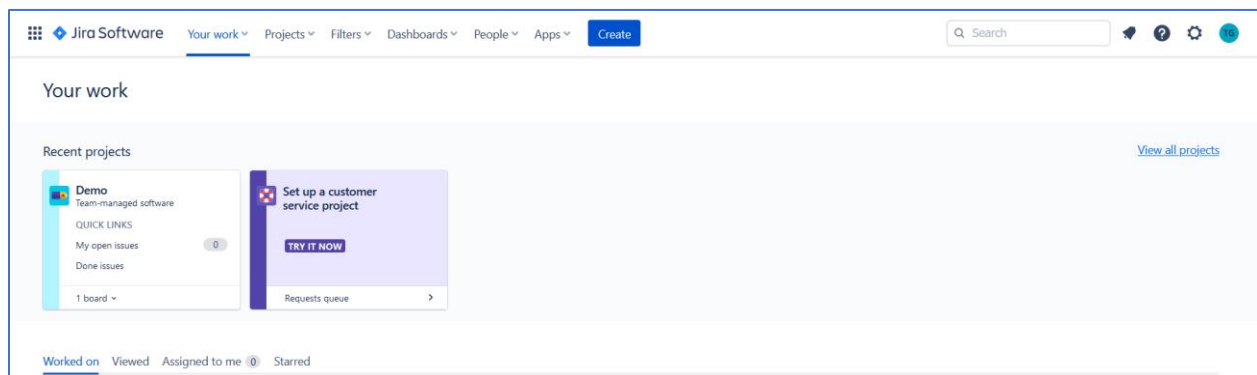 Jira Software Your work Projects Filters Dashboards People Apps Create Search TG
Your work
Recent projects View all projects
Demo
Team-managed software
QUICK LINKS
My open issues 0
Done issues
1 board
Set up a customer
service project
TRY IT NOW
Requests queue
Worked on Viewed Assigned to me 0 Starred